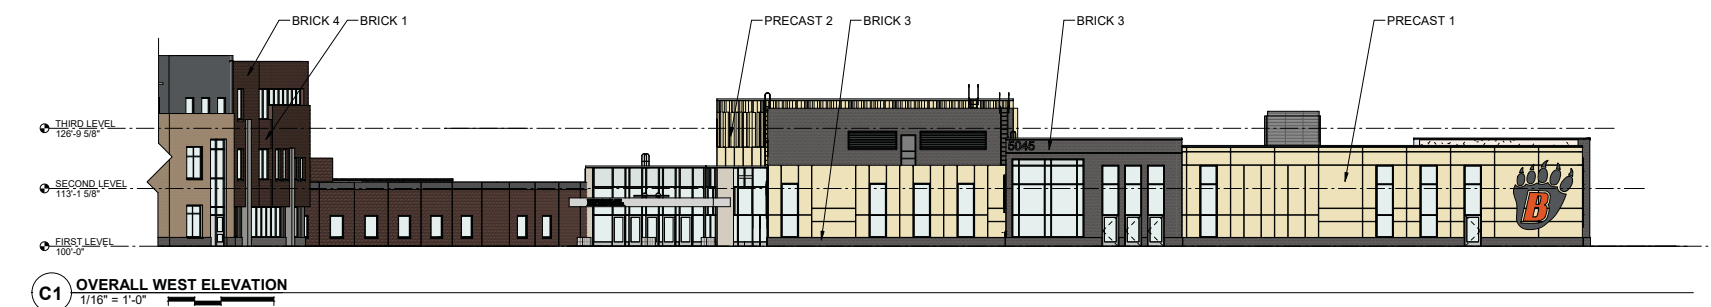 BRICK 4
BRICK 1
PRECAST 2
BRICK 3
BRICK 3
PRECAST 1
THIRD LEVEL
126'-9 5/8"
5045
SECOND LEVEL
113'-1 5/8"
B
FIRST LEVEL
100'-0"
C1
OVERALL WEST ELEVATION
1/16" = 1'-0"